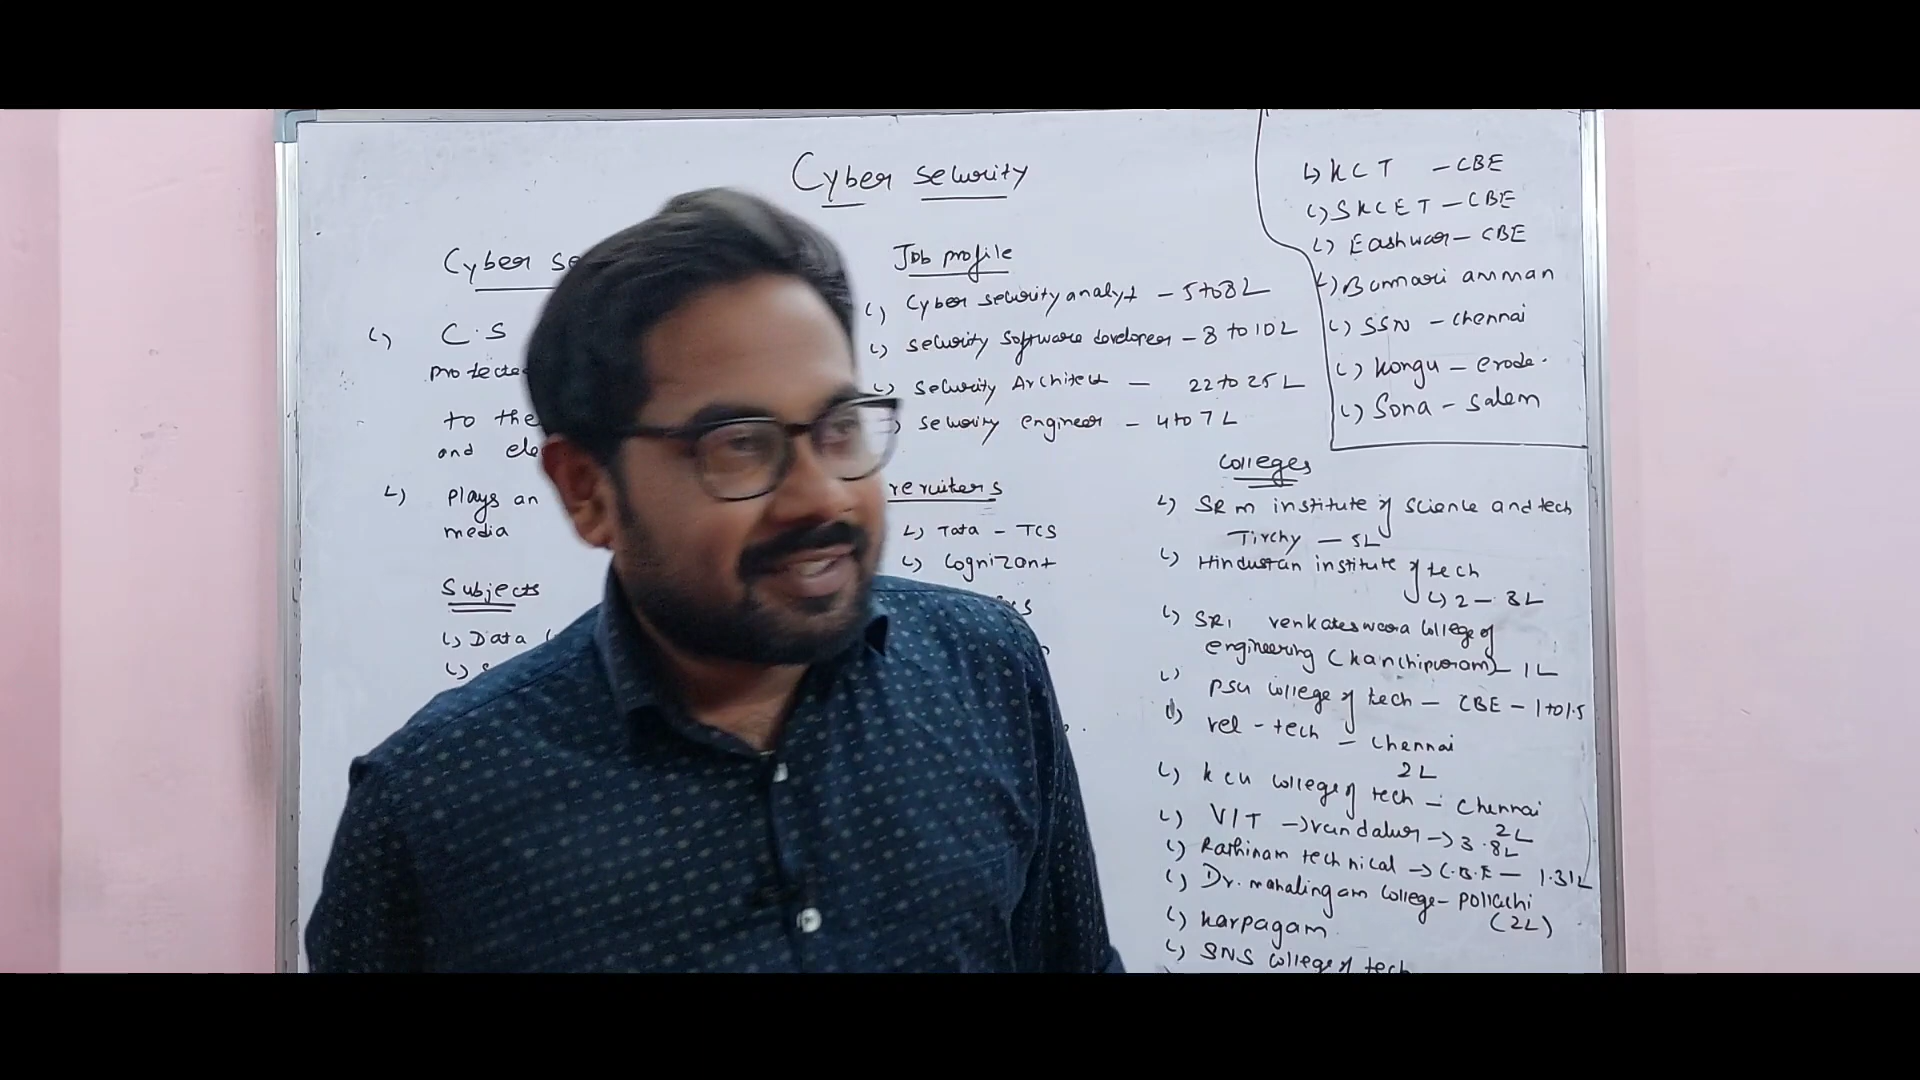 Cyber security
Cyber se
C.S
protected
to the
and ele
plays an
media
Subjects
Data
Job profile
Cyber security analyst - 5 to 8 L
security software developer - 8 to 10 L
security Architect - 22 to 25 L
security engineer - 4 to 7 L
recruiters
Tata - TCS
Cognizant
KCT - CBE
SKCET - CBE
Eashwar - CBE
Bannari amman
SSN - chennai
kongu - erode.
Sona - salem
Colleges
SRM institute of science and tech
Tirchy - 5L
Hindustan institute of tech
2 - 3L
SRI venkateswara college of
engineering (kanchipuram) - 1L
PSG college of tech - CBE - 1 to 1.5
vel - tech - chennai
2L
kcg college of tech - chennai
2L
VIT -> vandalur -> 3.8L
Rathinam technical -> C.B.E - 1.31L
Dr. mahalingam college - pollachi
(2L)
karpagam
SNS college of tech